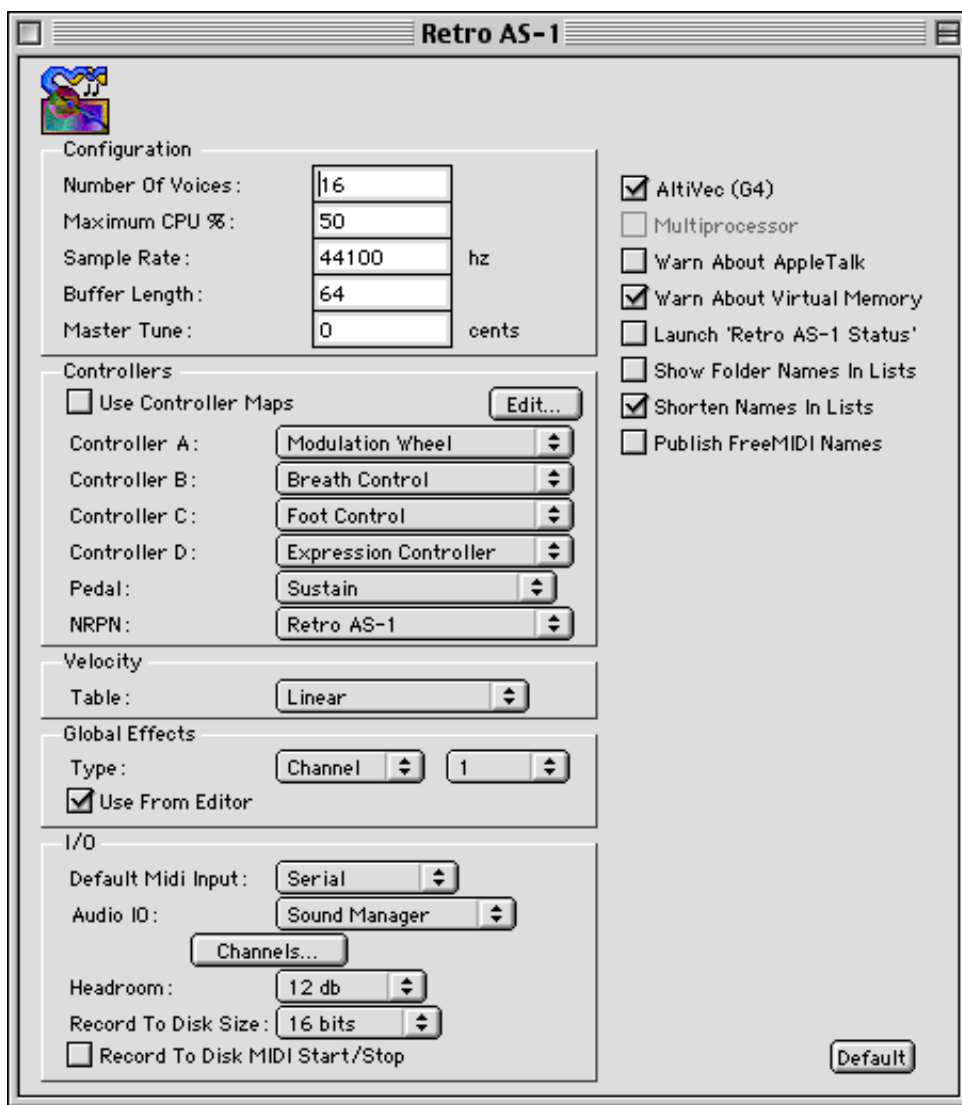 Retro AS-1
Configuration
Number Of Voices: 16
Maximum CPU %: 50
Sample Rate: 44100 hz
Buffer Length: 64
Master Tune: 0 cents
Controllers
Use Controller Maps Edit...
Controller A: Modulation Wheel
Controller B: Breath Control
Controller C: Foot Control
Controller D: Expression Controller
Pedal: Sustain
NRPN: Retro AS-1
Velocity
Table: Linear
Global Effects
Type: Channel 1
Use From Editor
I/O
Default Midi Input: Serial
Audio IO: Sound Manager
Channels...
Headroom: 12 db
Record To Disk Size: 16 bits
Record To Disk MIDI Start/Stop
AltiVec (G4)
Multiprocessor
Warn About AppleTalk
Warn About Virtual Memory
Launch 'Retro AS-1 Status'
Show Folder Names In Lists
Shorten Names In Lists
Publish FreeMIDI Names
Default